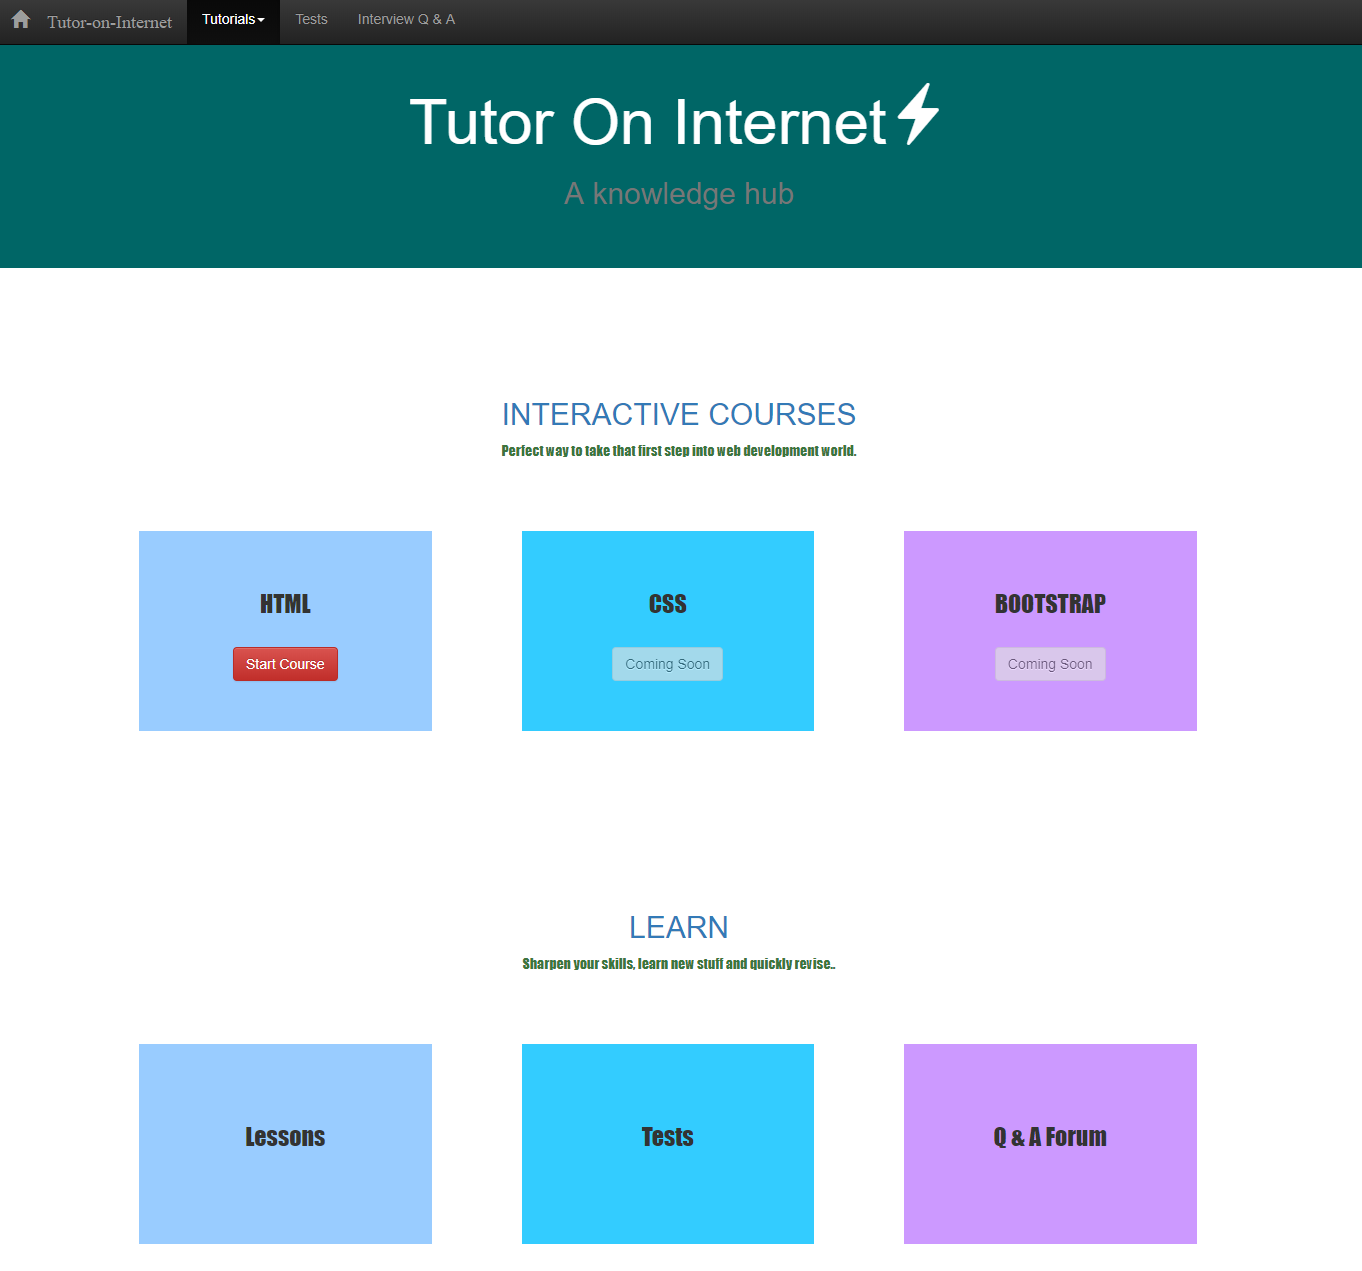 Tutor-on-Internet Tutorials Tests Interview Q & A
Tutor On Internet
A knowledge hub
INTERACTIVE COURSES
Perfect way to take that first step into web development world.
HTML
Start Course
CSS
Coming Soon
BOOTSTRAP
Coming Soon
LEARN
Sharpen your skills, learn new stuff and quickly revise..
Lessons
Tests
Q & A Forum